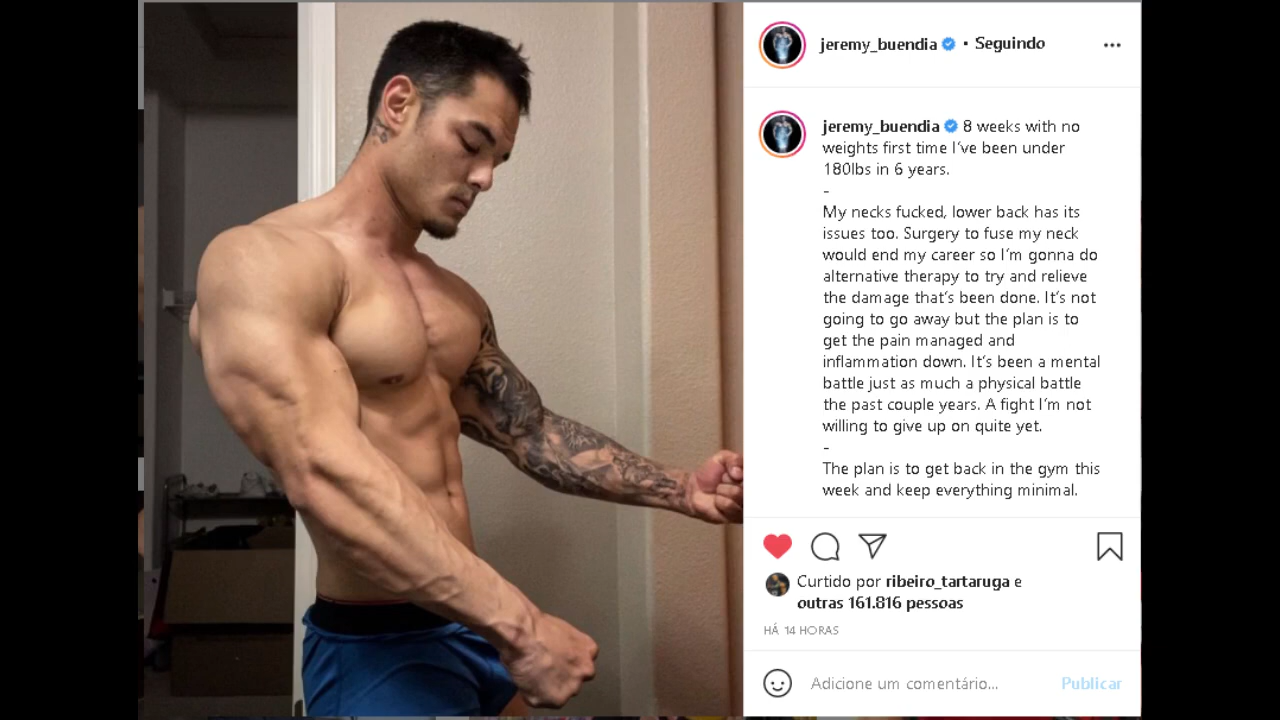 jeremy_buendia • Seguindo
jeremy_buendia 8 weeks with no
weights first time I've been under
180lbs in 6 years.
-
My necks fucked, lower back has its
issues too. Surgery to fuse my neck
would end my career so I'm gonna do
alternative therapy to try and relieve
the damage that's been done. It's not
going to go away but the plan is to
get the pain managed and
inflammation down. It's been a mental
battle just as much a physical battle
the past couple years. A fight I'm not
willing to give up on quite yet.
-
The plan is to get back in the gym this
week and keep everything minimal.
Curtido por ribeiro_tartaruga e
outras 161.816 pessoas
HÁ 14 HORAS
Adicione um comentário... Publicar